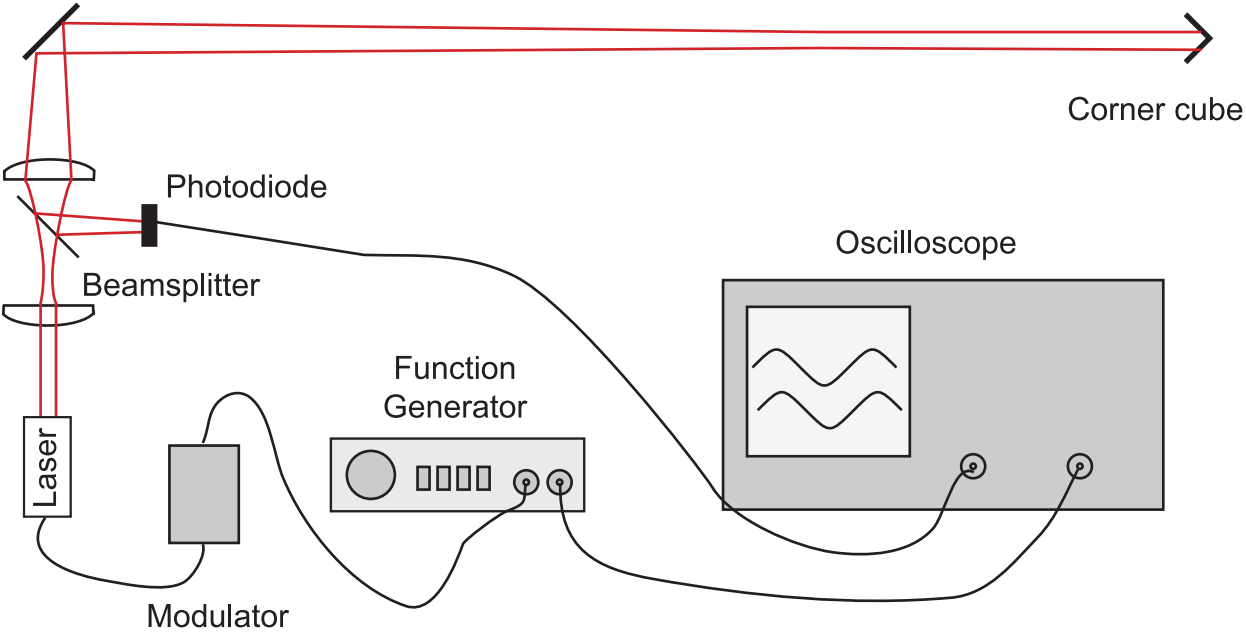 Corner cube
Photodiode
Oscilloscope
Beamsplitter
Function
Generator
Laser
Modulator